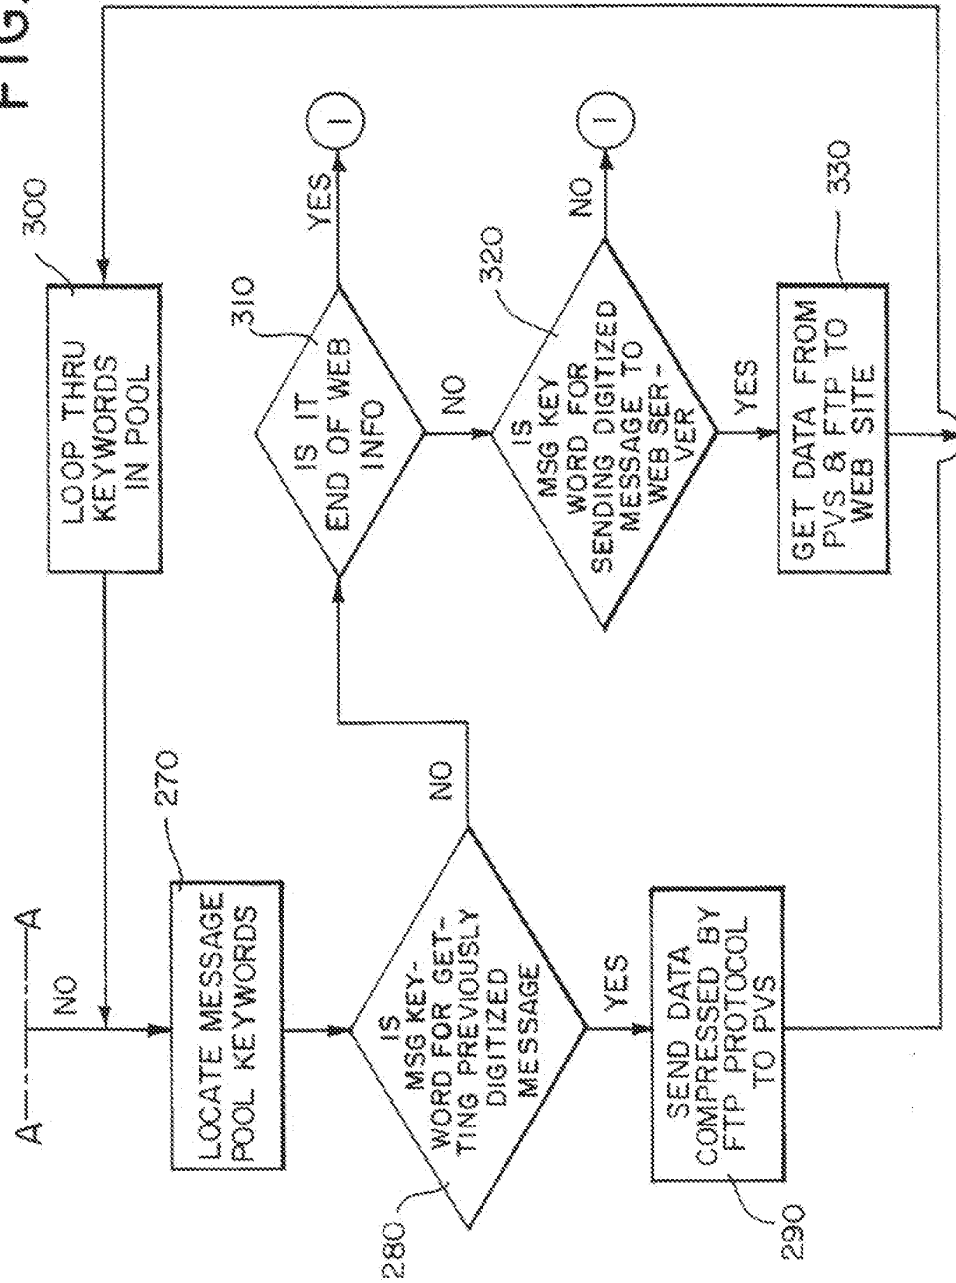 FIG.
A
A
NO
LOCATE MESSAGE
POOL KEYWORDS
270
IS
MSG KEY-
WORD FOR GET-
TING PREVIOUSLY
DIGITIZED
MESSAGE
280
NO
YES
SEND DATA
COMPRESSED BY
FTP PROTOCOL
TO PVS
290
LOOP THRU
KEYWORDS
IN POOL
300
IS IT
END OF WEB
INFO
310
YES
1
NO
IS
MSG KEY
WORD FOR
SENDING DIGITIZED
MESSAGE TO
WEB SER-
VER
320
NO
1
YES
GET DATA FROM
PVS & FTP TO
WEB SITE
330